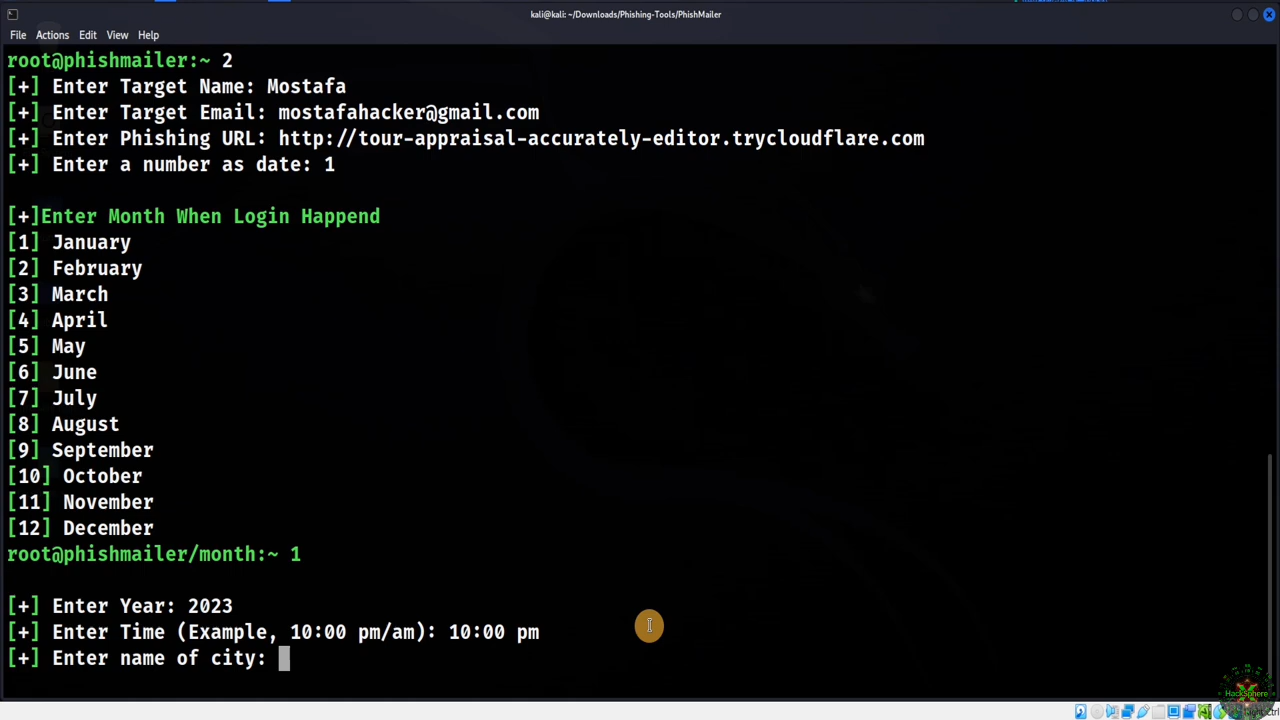 kali@kali: ~/Downloads/Phishing-Tools/PhishMailer
File Actions Edit View Help
root@phishmailer:~ 2
[+] Enter Target Name: Mostafa
[+] Enter Target Email: mostafahacker@gmail.com
[+] Enter Phishing URL: http://tour-appraisal-accurately-editor.trycloudflare.com
[+] Enter a number as date: 1
[+]Enter Month When Login Happend
[1] January
[2] February
[3] March
[4] April
[5] May
[6] June
[7] July
[8] August
[9] September
[10] October
[11] November
[12] December
root@phishmailer/month:~ 1
[+] Enter Year: 2023
[+] Enter Time (Example, 10:00 pm/am): 10:00 pm
[+] Enter name of city:
HackSphere